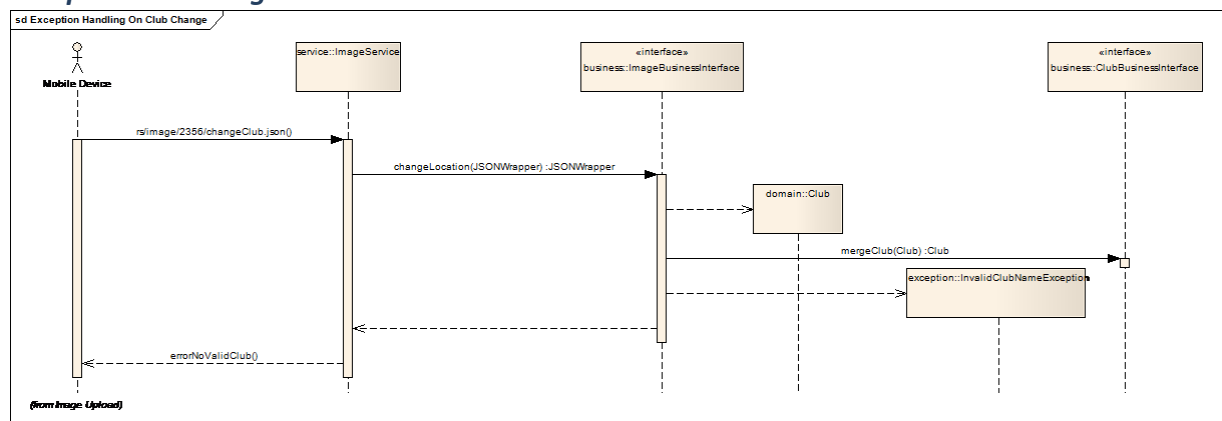 sd Exception Handling On Club Change
service::ImageService
«interface»
business::ImageBusinessInterface
«interface»
business::ClubBusinessInterface
Mobile Device
rs/image/2356/changeClub.json()
changeLocation(JSONWrapper) :JSONWrapper
domain::Club
mergeClub(Club) :Club
exception::InvalidClubNameException
errorNoValidClub()
(from Image Upload)